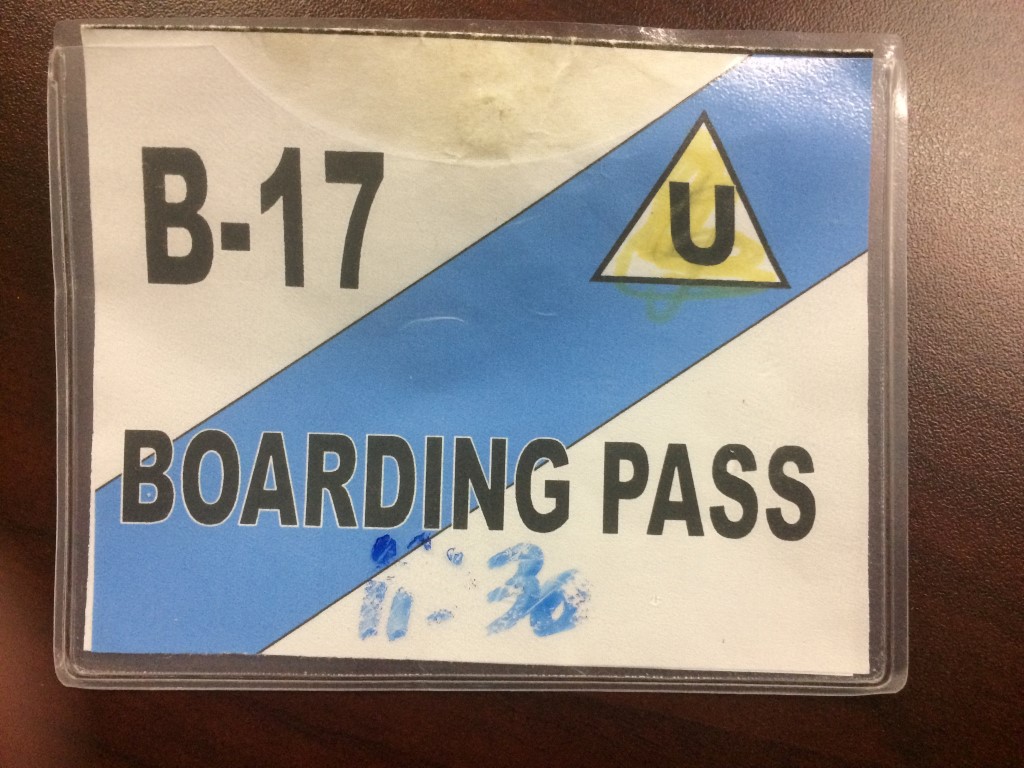 B-17
U
BOARDING PASS
11-30